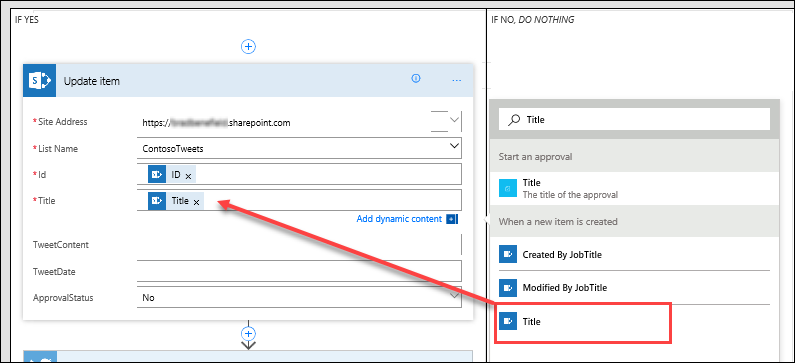 IF YES
Update item
*Site Address
https://
.sharepoint.com
*List Name
ContosoTweets
*Id
ID ×
*Title
Title ×
Add dynamic content
TweetContent
TweetDate
ApprovalStatus
No
IF NO, DO NOTHING
Title
Start an approval
Title
The title of the approval
When a new item is created
Created By JobTitle
Modified By JobTitle
Title